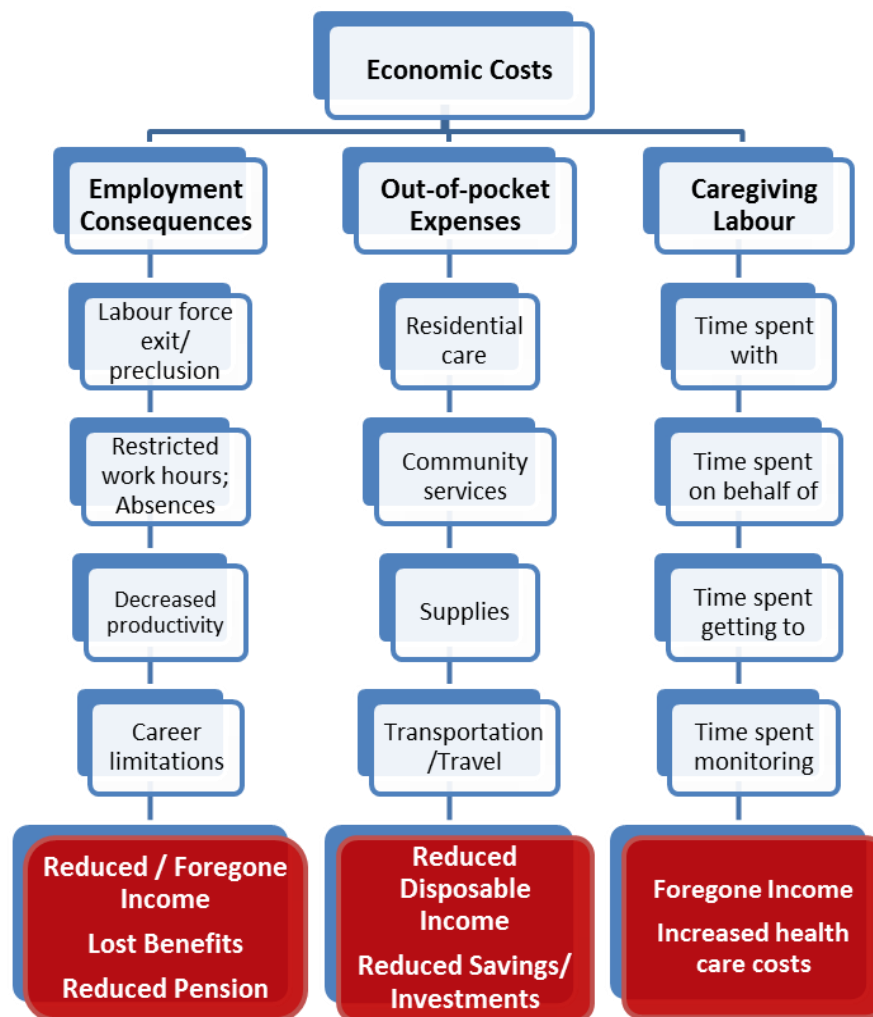 Economic Costs
Employment
Consequences
Out-of-pocket
Expenses
Caregiving
Labour
Labour force
exit/
preclusion
Residential
care
Time spent
with
Restricted
work hours;
Absences
Community
services
Time spent
on behalf of
Decreased
productivity
Supplies
Time spent
getting to
Career
limitations
Transportation
/Travel
Time spent
monitoring
Reduced / Foregone
Income
Lost Benefits
Reduced Pension
Reduced
Disposable
Income
Reduced Savings/
Investments
Foregone Income
Increased health
care costs